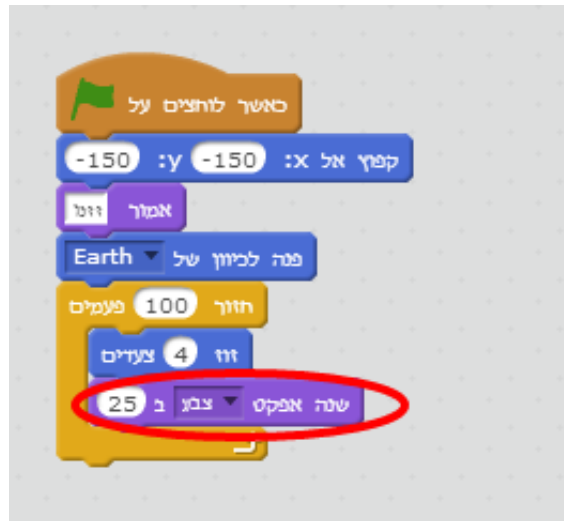 כאשר לוחצים על
קפוץ אל x: -150 y: -150
אמור
פנה לכיוון של Earth
חזור 100 פעמים
זוז 4 צעדים
שנה אפקט צבע ב 25